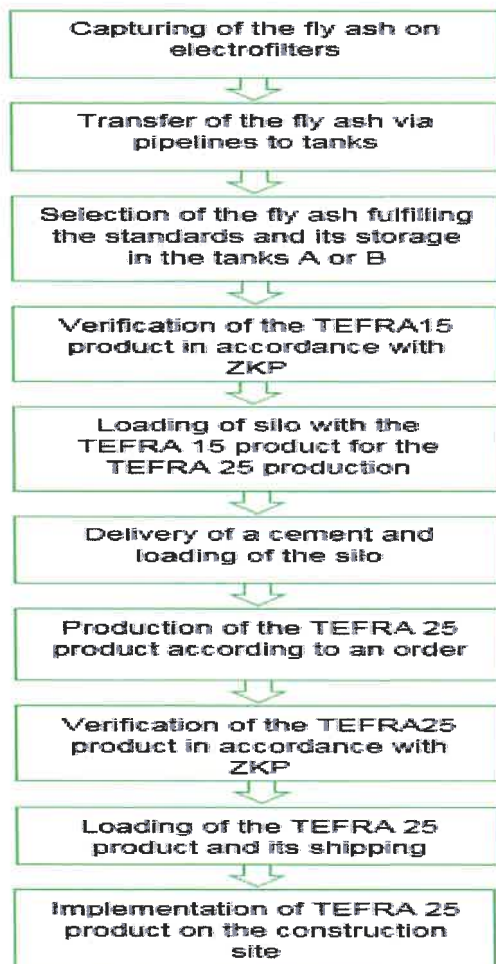 Capturing of the fly ash on
electrofilters
Transfer of the fly ash via
pipelines to tanks
Selection of the fly ash fulfilling
the standards and its storage
in the tanks A or B
Verification of the TEFRA15
product in accordance with
ZKP
Loading of silo with the
TEFRA 15 product for the
TEFRA 25 production
Delivery of a cement and
loading of the silo
Production of the TEFRA 25
product according to an order
Verification of the TEFRA25
product in accordance with
ZKP
Loading of the TEFRA 25
product and its shipping
Implementation of TEFRA 25
product on the construction
site